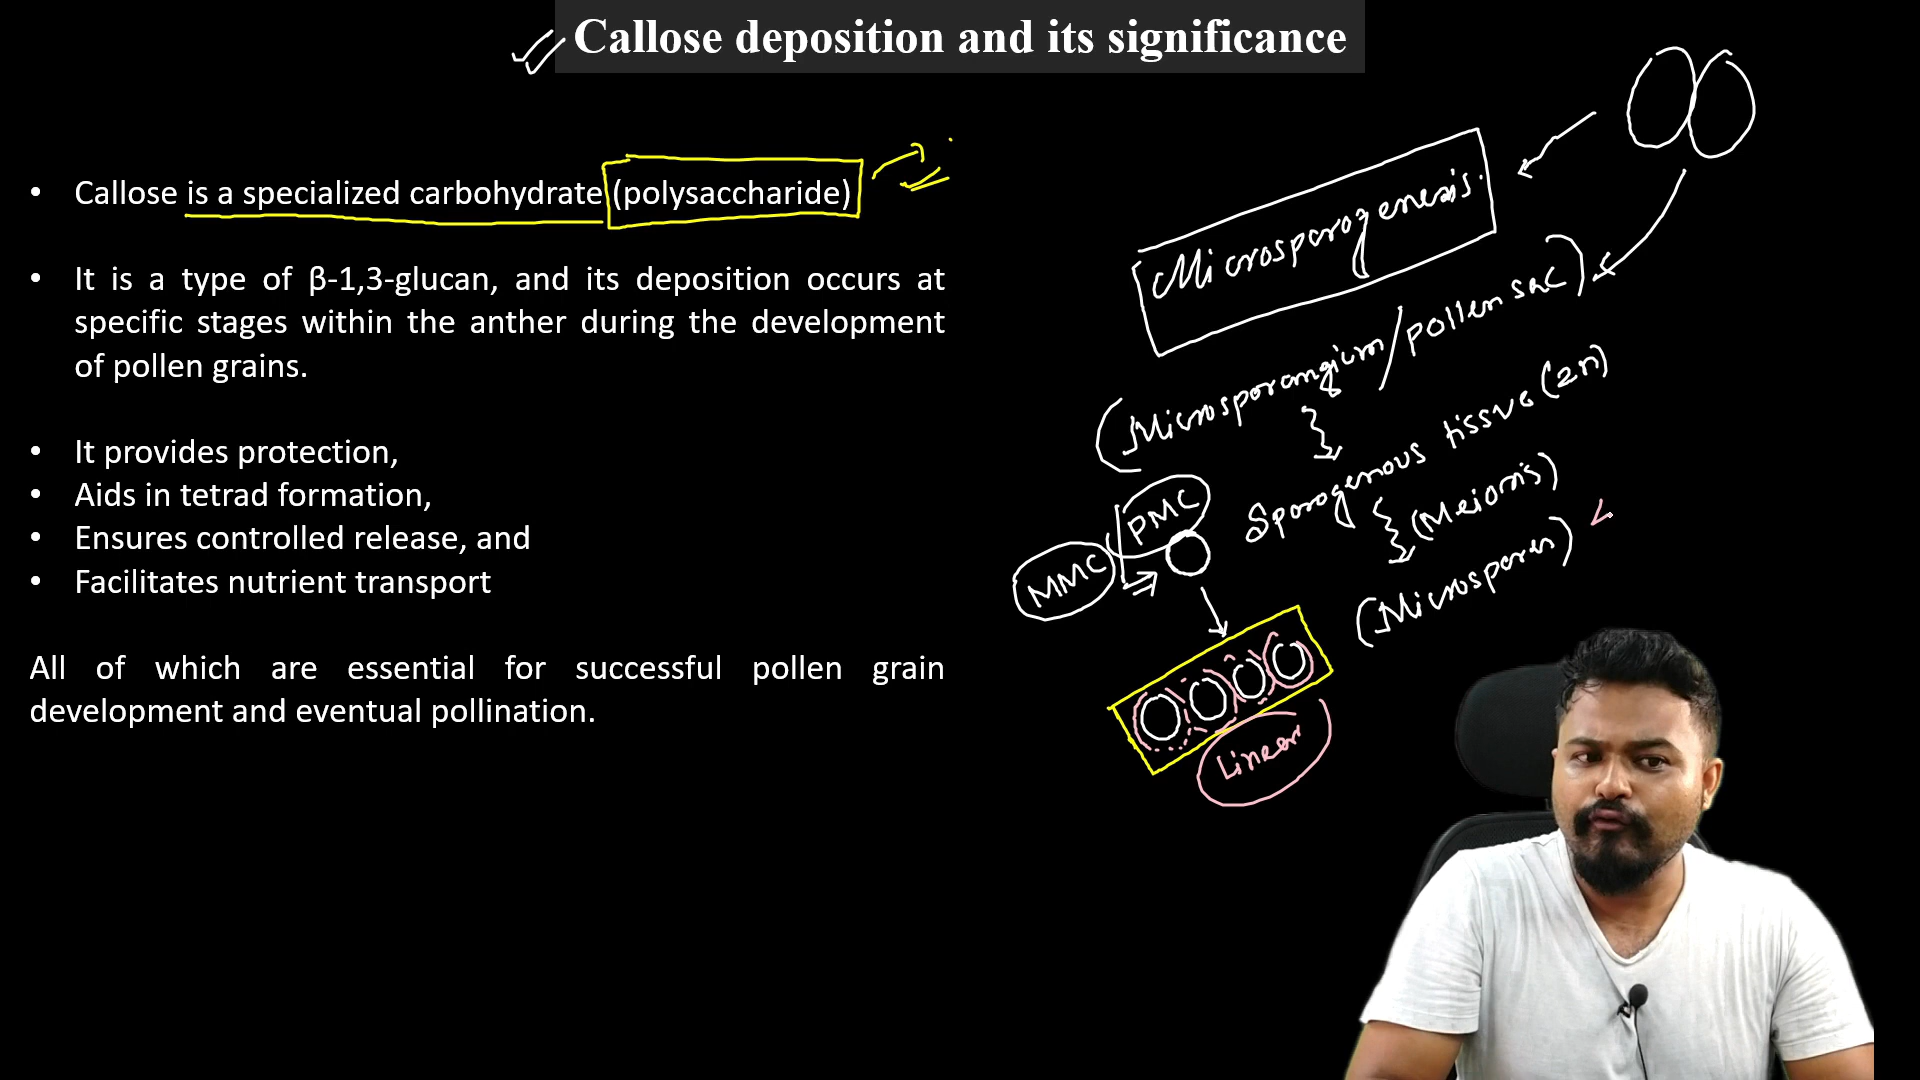 Callose deposition and its significance
• Callose is a specialized carbohydrate (polysaccharide)
• It is a type of β-1,3-glucan, and its deposition occurs at
specific stages within the anther during the development
of pollen grains.
• It provides protection,
• Aids in tetrad formation,
• Ensures controlled release, and
• Facilitates nutrient transport
All of which are essential for successful pollen grain
development and eventual pollination.
Microsporogenesis.
(Microsporangium/pollen sac)
Sporogenous tissue (2n)
(Meiosis)
(Microspores)
MMC/PMC
Linear